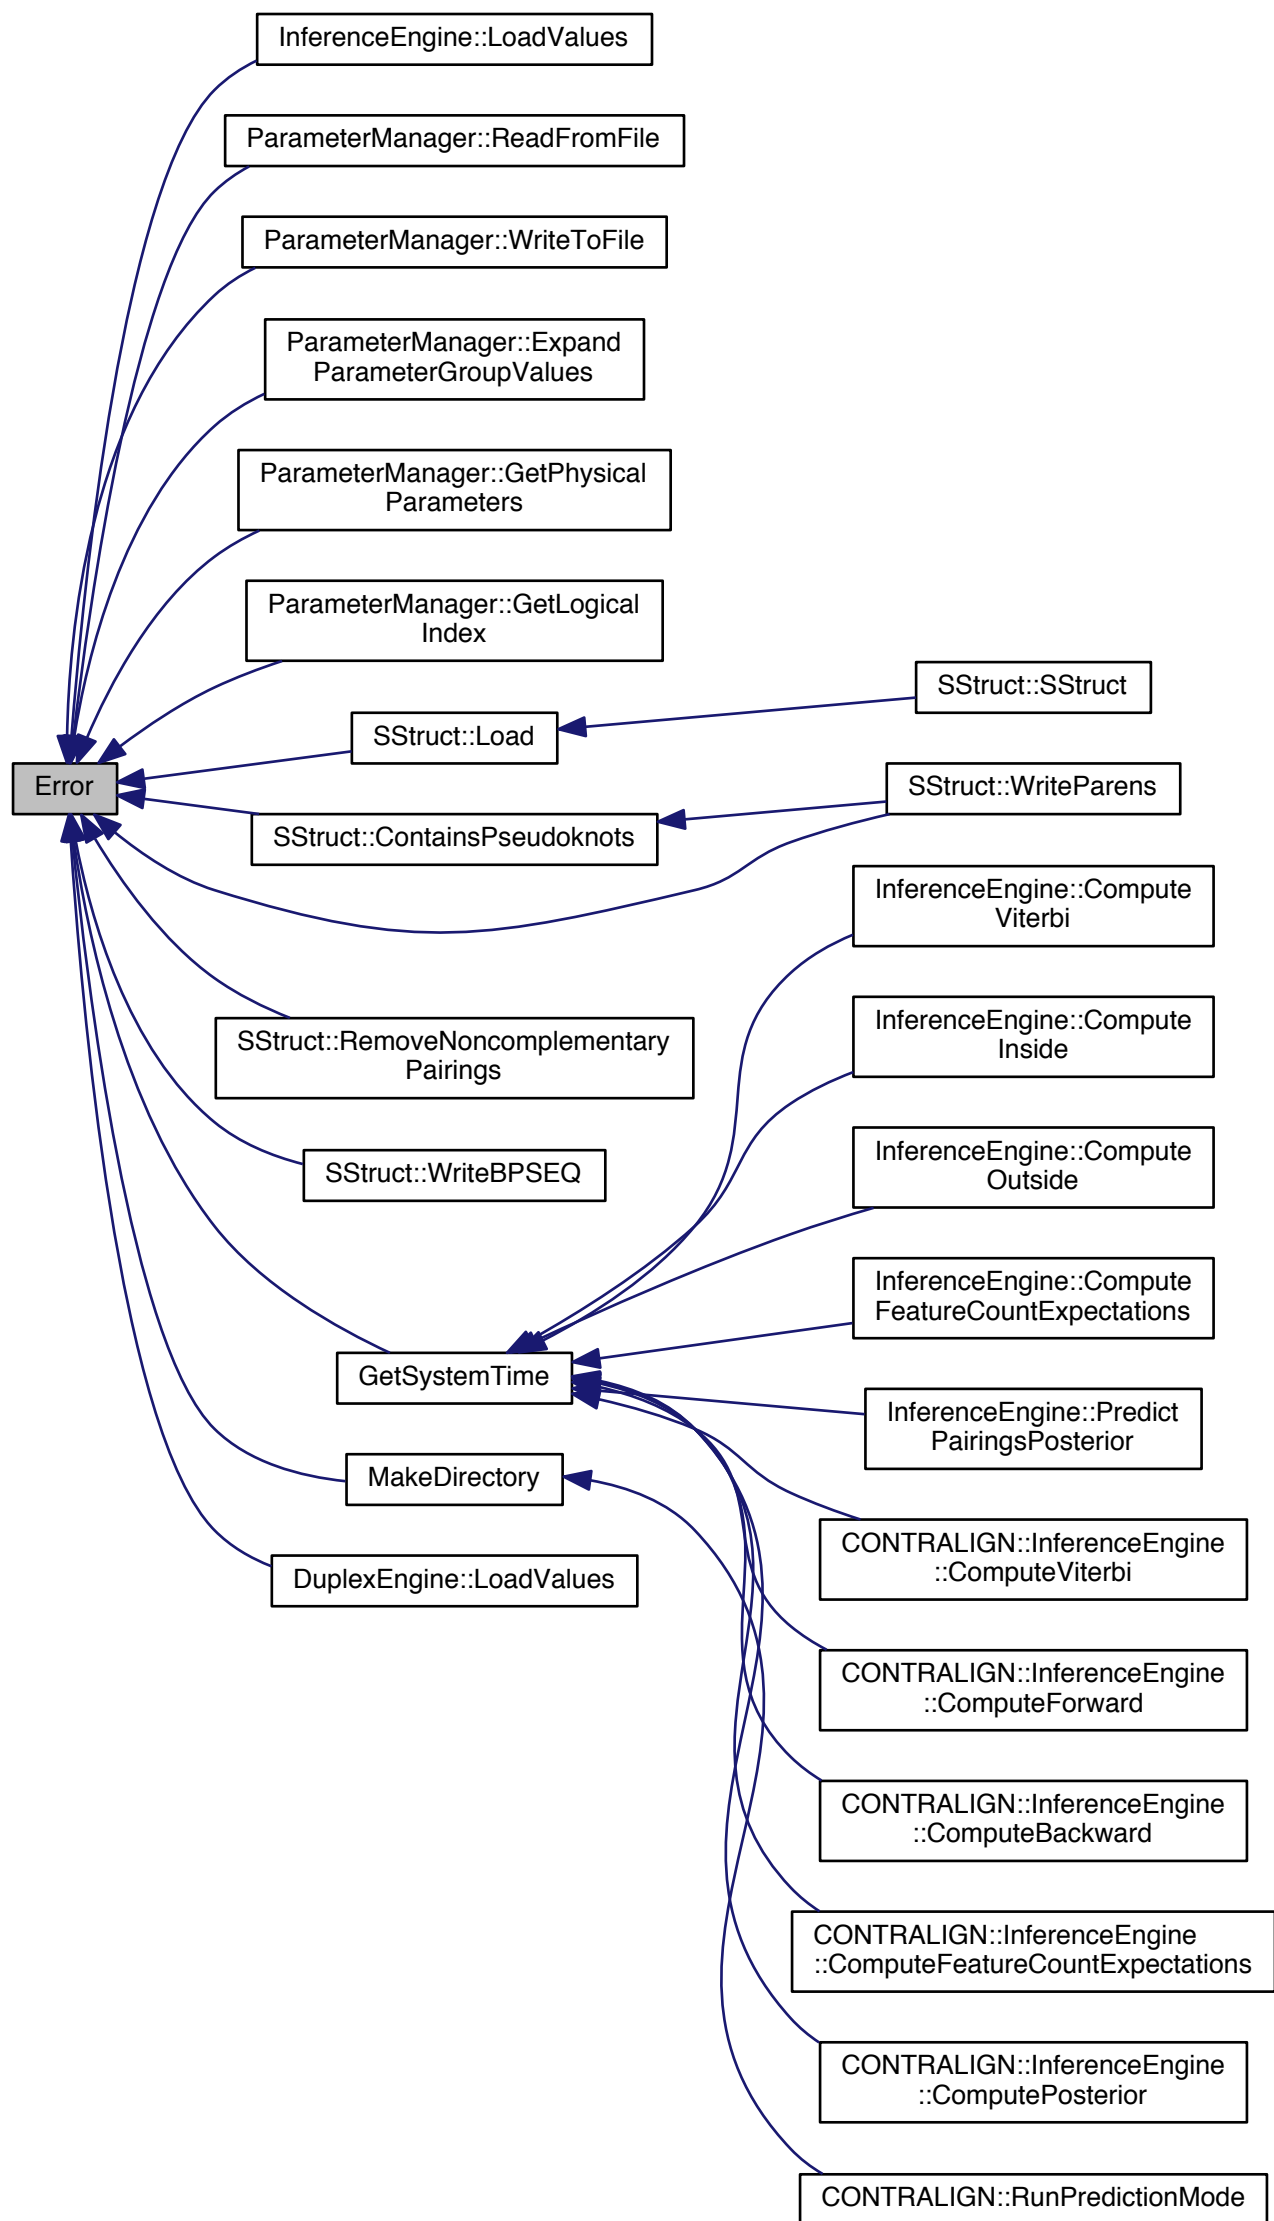 InferenceEngine::LoadValues
ParameterManager::ReadFromFile
ParameterManager::WriteToFile
ParameterManager::Expand
ParameterGroupValues
ParameterManager::GetPhysical
Parameters
ParameterManager::GetLogical
Index
SStruct::SStruct
SStruct::Load
Error
SStruct::WriteParens
SStruct::ContainsPseudoknots
InferenceEngine::Compute
Viterbi
InferenceEngine::Compute
Inside
SStruct::RemoveNoncomplementary
Pairings
InferenceEngine::Compute
Outside
SStruct::WriteBPSEQ
InferenceEngine::Compute
FeatureCountExpectations
GetSystemTime
InferenceEngine::Predict
PairingsPosterior
MakeDirectory
CONTRALIGN::InferenceEngine
::ComputeViterbi
DuplexEngine::LoadValues
CONTRALIGN::InferenceEngine
::ComputeForward
CONTRALIGN::InferenceEngine
::ComputeBackward
CONTRALIGN::InferenceEngine
::ComputeFeatureCountExpectations
CONTRALIGN::InferenceEngine
::ComputePosterior
CONTRALIGN::RunPredictionMode